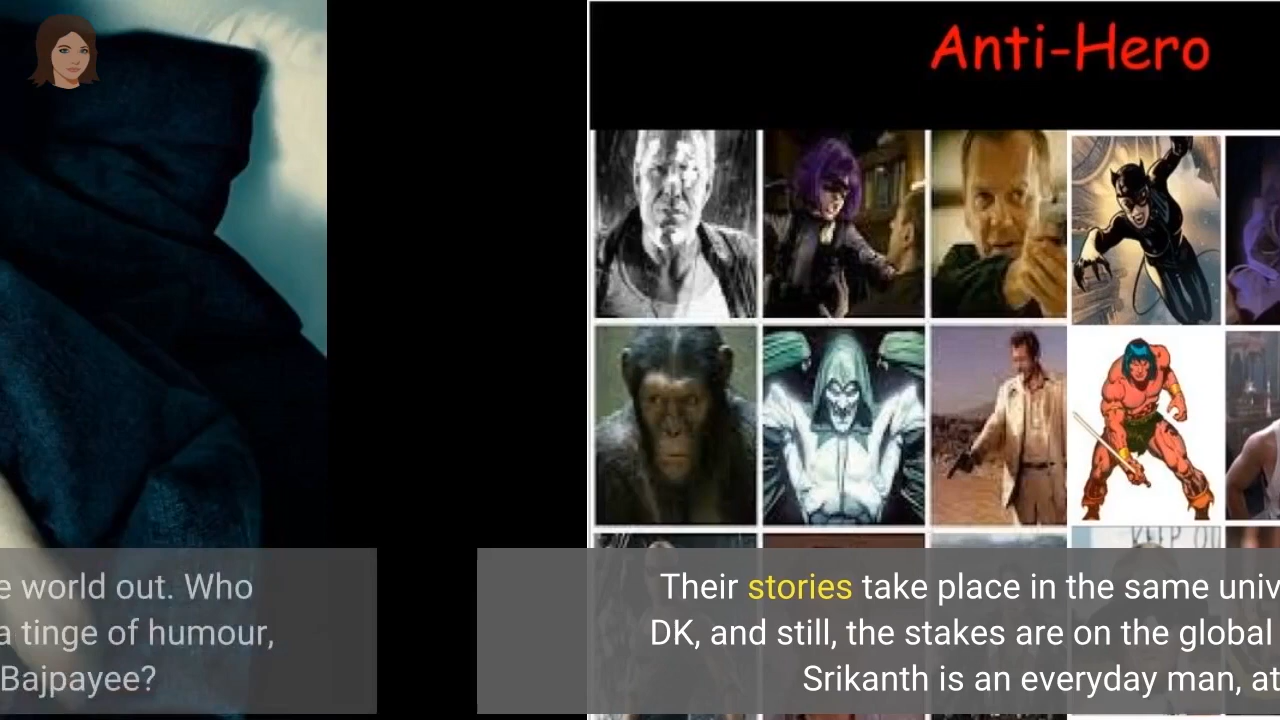 Anti-Hero
e world out. Who
a tinge of humour,
Bajpayee?
Their stories take place in the same univ
DK, and still, the stakes are on the global
Srikanth is an everyday man, at